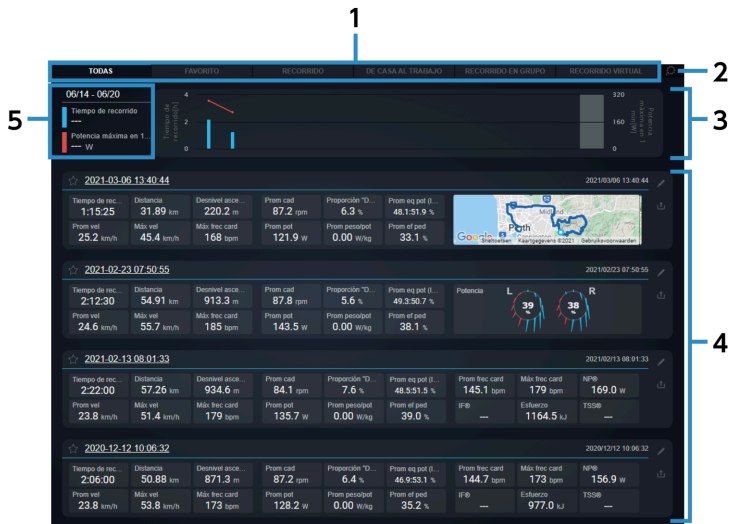 1
TODAS FAVORITO RECORRIDO DE CASA AL TRABAJO RECORRIDO EN GRUPO RECORRIDO VIRTUAL
2
5
06/14 - 06/20
Tiempo de recorrido
---
Potencia máxima en 1...
--- W
Tiempo de recorrido[h]
4
2
0
320
160
0
Potencia máxima en 1 min[W]
3
4
2021-03-06 13:40:44 2021/03/06 13:40:44
Tiempo de rec... Distancia Desnivel asce... Prom cad Proporción "D... Prom eq pot (I...
1:15:25 31.89 km 220.2 m 87.2 rpm 6.3 % 48.1:51.9 %
Prom vel Máx vel Máx frec card Prom pot Prom peso/pot Prom ef ped
25.2 km/h 45.4 km/h 168 bpm 121.9 W 0.00 W/kg 33.1 %
Midland
Perth
Google
Sneltoetsen Kaartgegevens ©2021 Gebruiksvoorwaarden
2021-02-23 07:50:55 2021/02/23 07:50:55
Tiempo de rec... Distancia Desnivel asce... Prom cad Proporción "D... Prom eq pot (I... Potencia L R
2:12:30 54.91 km 913.3 m 87.8 rpm 5.6 % 49.3:50.7 % 39 % 38 %
Prom vel Máx vel Máx frec card Prom pot Prom peso/pot Prom ef ped
24.6 km/h 55.7 km/h 185 bpm 143.5 W 0.00 W/kg 38.1 %
2021-02-13 08:01:33 2021/02/13 08:01:33
Tiempo de rec... Distancia Desnivel asce... Prom cad Proporción "D... Prom eq pot (I... Prom frec card Máx frec card NP®
2:22:00 57.26 km 934.6 m 84.1 rpm 7.6 % 48.5:51.5 % 145.1 bpm 179 bpm 169.0 W
Prom vel Máx vel Máx frec card Prom pot Prom peso/pot Prom ef ped IF® Esfuerzo TSS®
23.8 km/h 51.4 km/h 179 bpm 135.7 W 0.00 W/kg 39.0 % --- 1164.5 kJ ---
2020-12-12 10:06:32 2020/12/12 10:06:32
Tiempo de rec... Distancia Desnivel asce... Prom cad Proporción "D... Prom eq pot (I... Prom frec card Máx frec card NP®
2:06:00 50.88 km 871.3 m 87.2 rpm 6.4 % 46.9:53.1 % 144.7 bpm 173 bpm 156.9 W
Prom vel Máx vel Máx frec card Prom pot Prom peso/pot Prom ef ped IF® Esfuerzo TSS®
23.8 km/h 53.8 km/h 173 bpm 128.2 W 0.00 W/kg 35.2 % --- 977.0 kJ ---